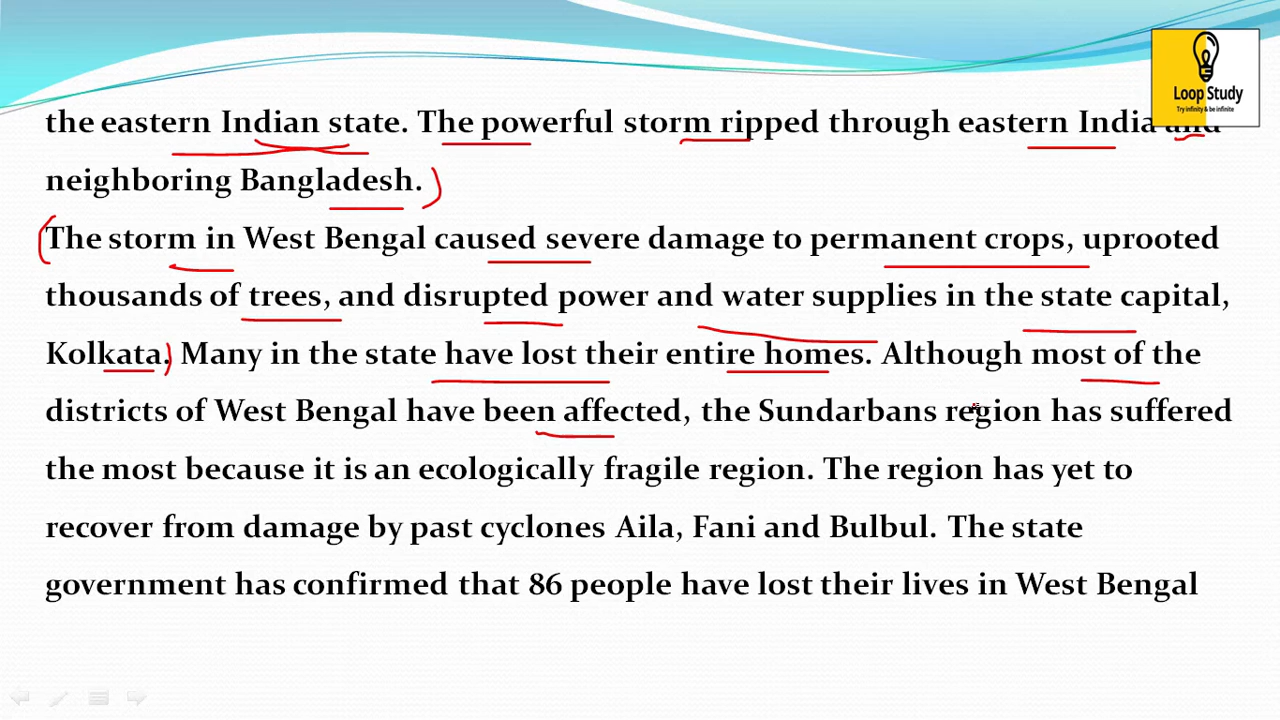 the eastern Indian state. The powerful storm ripped through eastern India and
neighboring Bangladesh.
The storm in West Bengal caused severe damage to permanent crops, uprooted
thousands of trees, and disrupted power and water supplies in the state capital,
Kolkata. Many in the state have lost their entire homes. Although most of the
districts of West Bengal have been affected, the Sundarbans region has suffered
the most because it is an ecologically fragile region. The region has yet to
recover from damage by past cyclones Aila, Fani and Bulbul. The state
government has confirmed that 86 people have lost their lives in West Bengal
Loop Study
Try infinity & be infinite